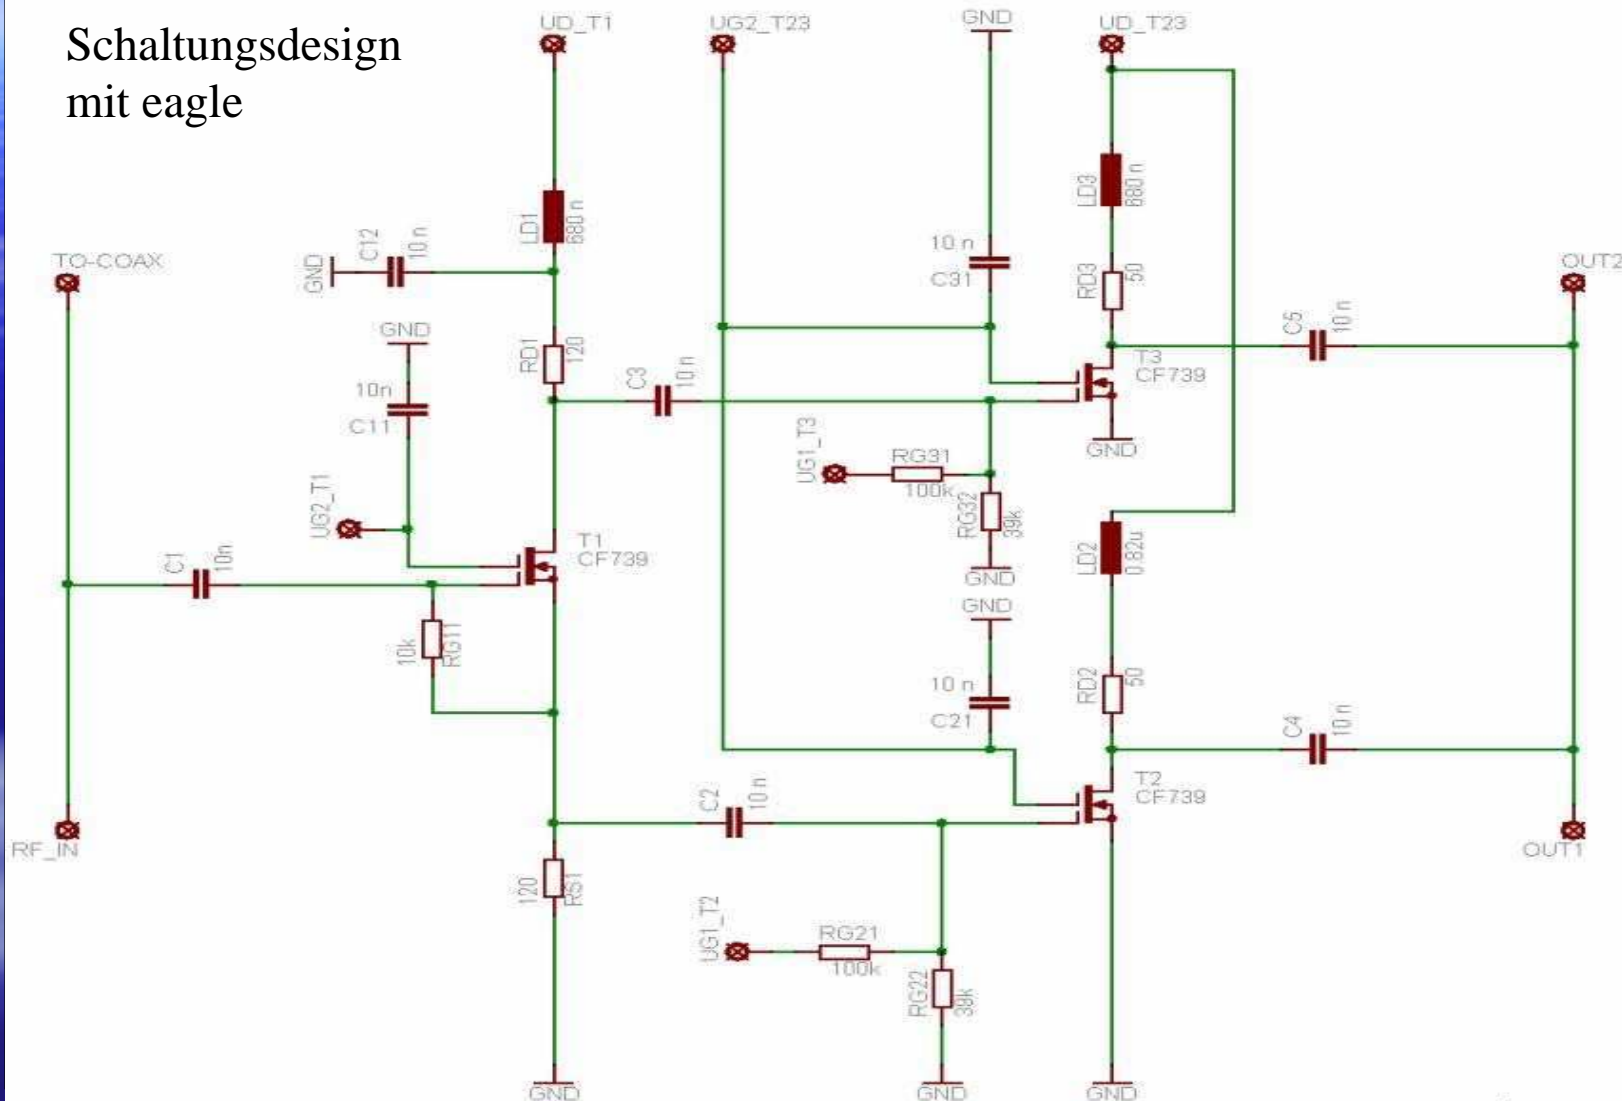 Schaltungsdesign
mit eagle
UD_T1
UG2_T23
GND
UD_T23
LD1
680 n
C12
10 n
GND
TO-COAX
GND
10n
C11
RD1
120
C3
10 n
10 n
C31
LD3
680 n
RD3
50
C5
10 n
OUT2
T3
CF739
GND
UG1_T3
RG31
100k
RG32
39k
GND
UG2_T1
T1
CF739
C1
10n
10k
RG11
LD2
0.82u
GND
10 n
C21
RD2
50
C4
10 n
T2
CF739
C2
10 n
RF_IN
OUT1
120
RS1
UG1_T2
RG21
100k
RG22
39k
GND
GND
GND